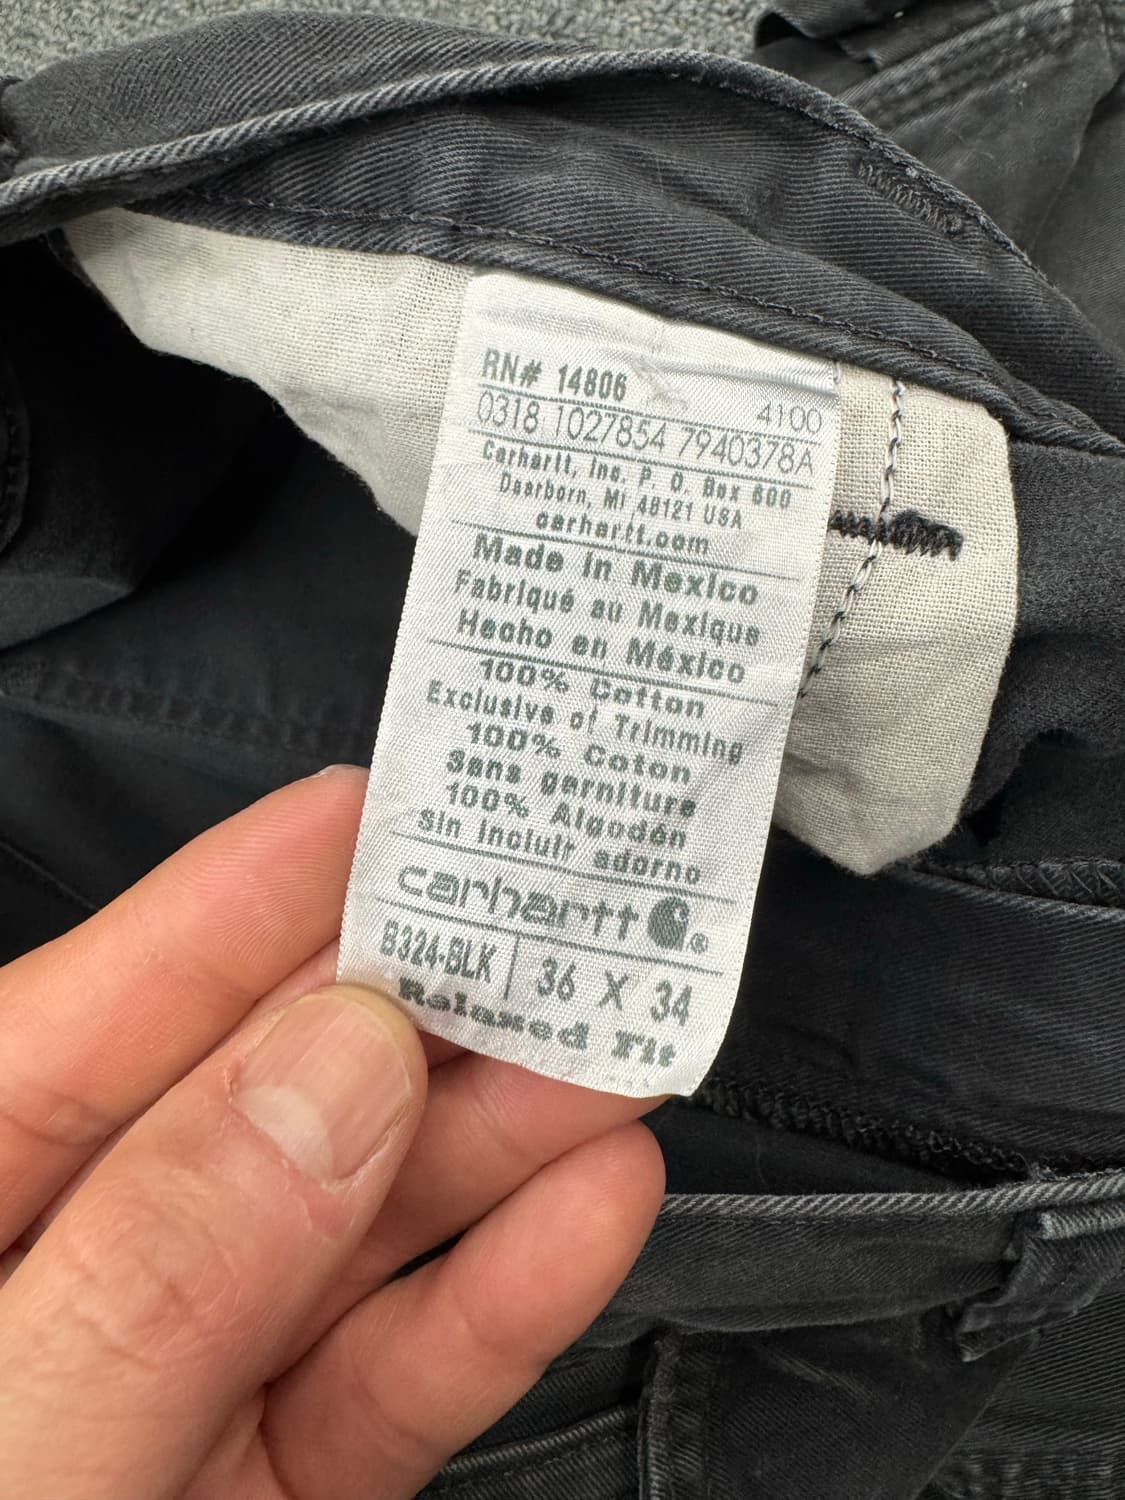 RN# 14806
4100
0318 1027854 7940378A
Carhartt, Inc. P. O. Box 600
Dearborn, MI 48121 USA
carhartt.com
Made in Mexico
Fabriqué au Mexique
Hecho en México
100% Cotton
Exclusive of Trimming
100% Coton
Sans garniture
100% Algodón
Sin incluir adorno
carhartt ®
B324-BLK | 36 X 34
Relaxed Fit